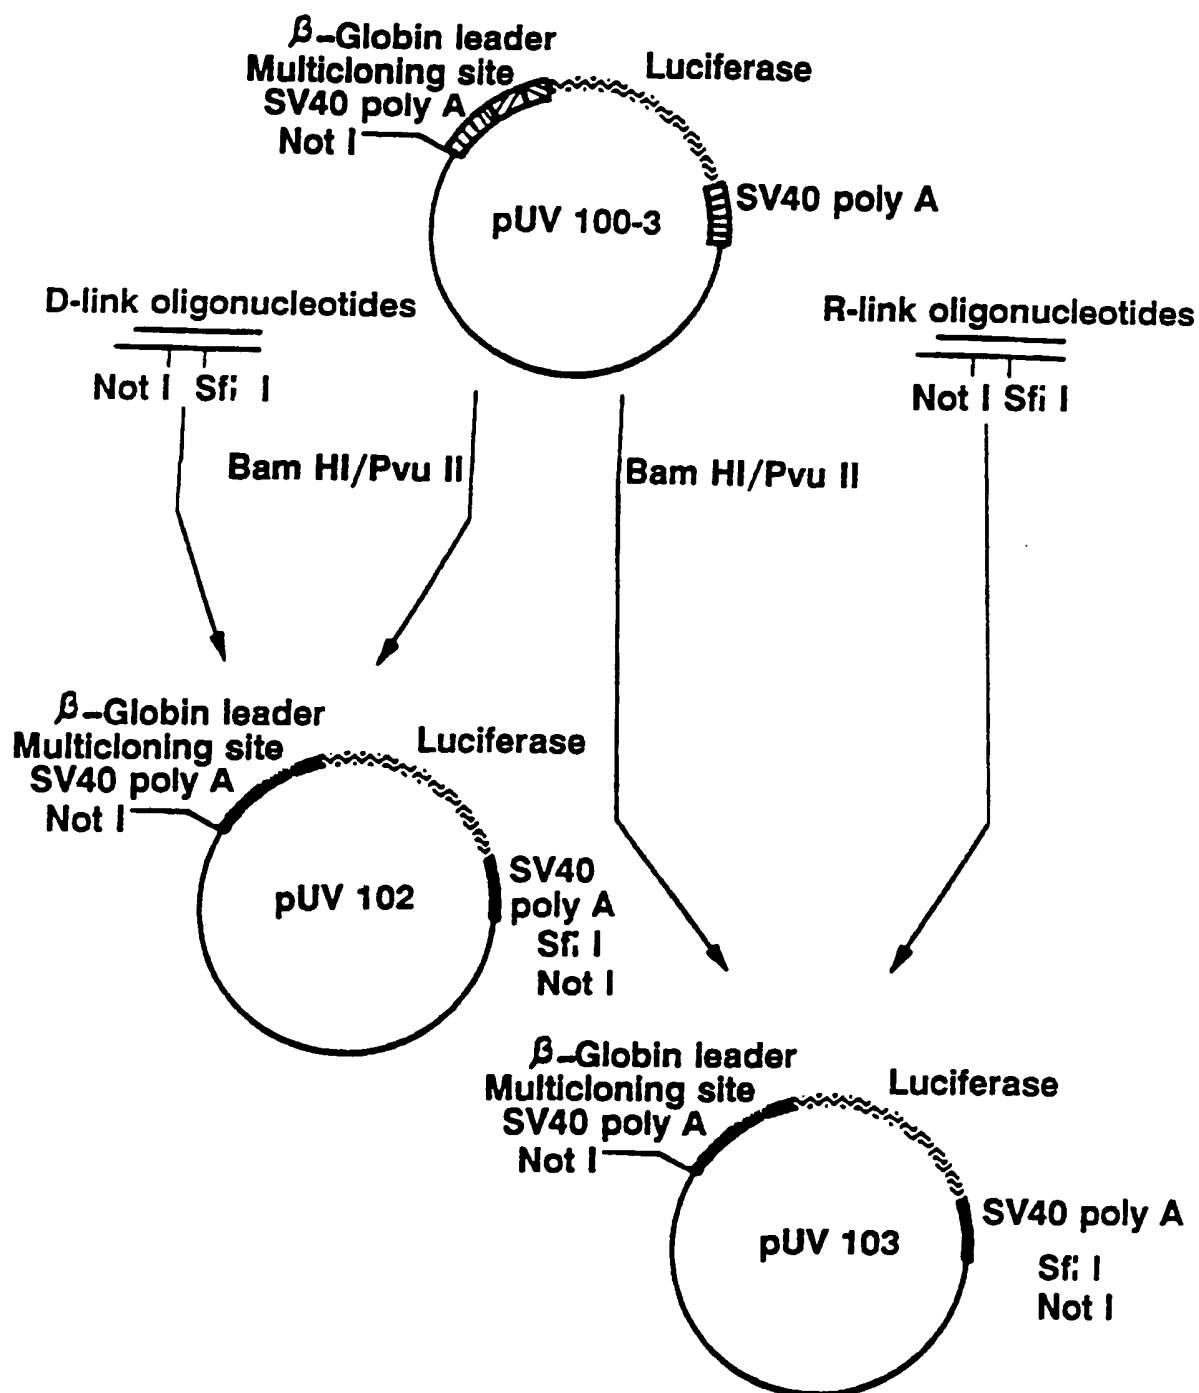 β-Globin leader
Multicloning site
SV40 poly A
Not I
Luciferase
SV40 poly A
pUV 100-3
D-link oligonucleotides
Not I Sfi I
R-link oligonucleotides
Not I Sfi I
Bam HI/Pvu II
Bam HI/Pvu II
β-Globin leader
Multicloning site
SV40 poly A
Not I
Luciferase
SV40
poly A
Sfi I
Not I
pUV 102
β-Globin leader
Multicloning site
SV40 poly A
Not I
Luciferase
SV40 poly A
Sfi I
Not I
pUV 103